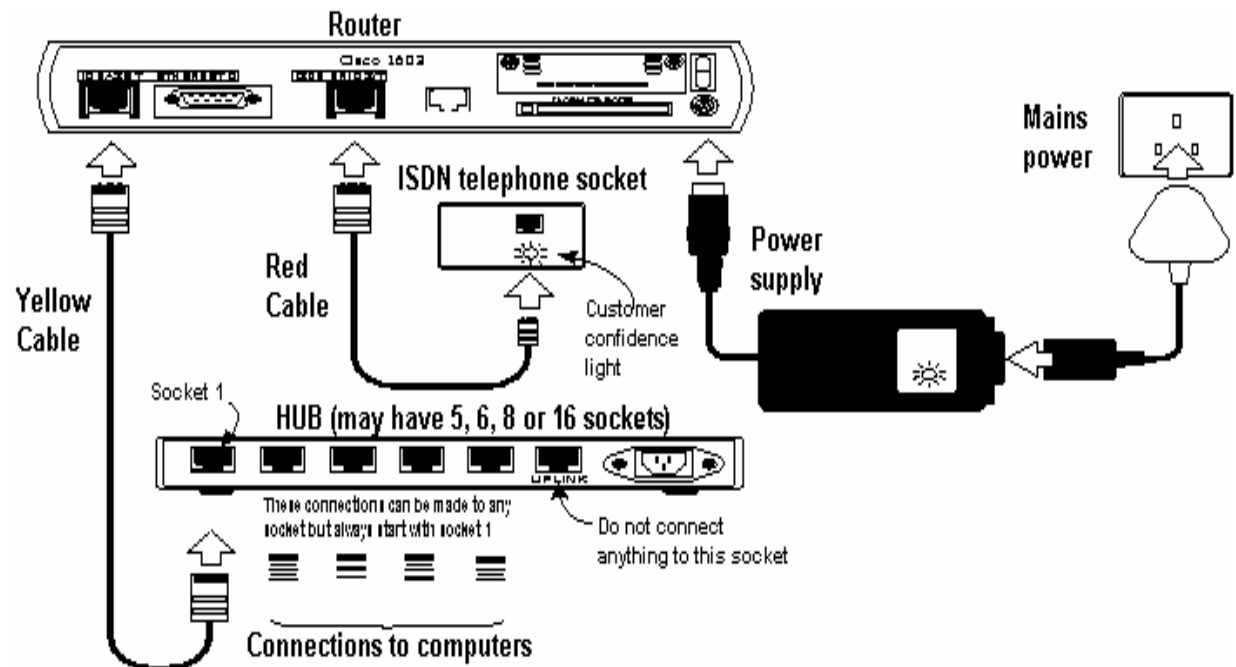 Router
Cisco 1603
Mains
power
ISDN telephone socket
Power
supply
Red
Cable
Yellow
Cable
Customer
confidence
light
Socket 1
HUB (may have 5, 6, 8 or 16 sockets)
UPLINK
These connections can be made to any
socket but always start with socket 1
Do not connect
anything to this socket
Connections to computers